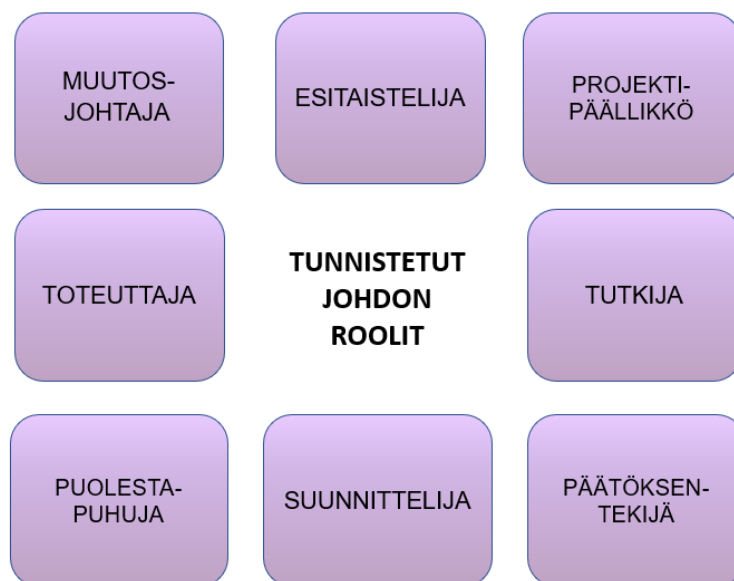 MUUTOS-
JOHTAJA
ESITAISTELIJA
PROJEKTI-
PÄÄLLIKKÖ
TOTEUTTAJA
TUNNISTETUT
JOHDON
ROOLIT
TUTKIJA
PUOLESTA-
PUHUJA
SUUNNITTELIJA
PÄÄTÖKSEN-
TEKIJÄ